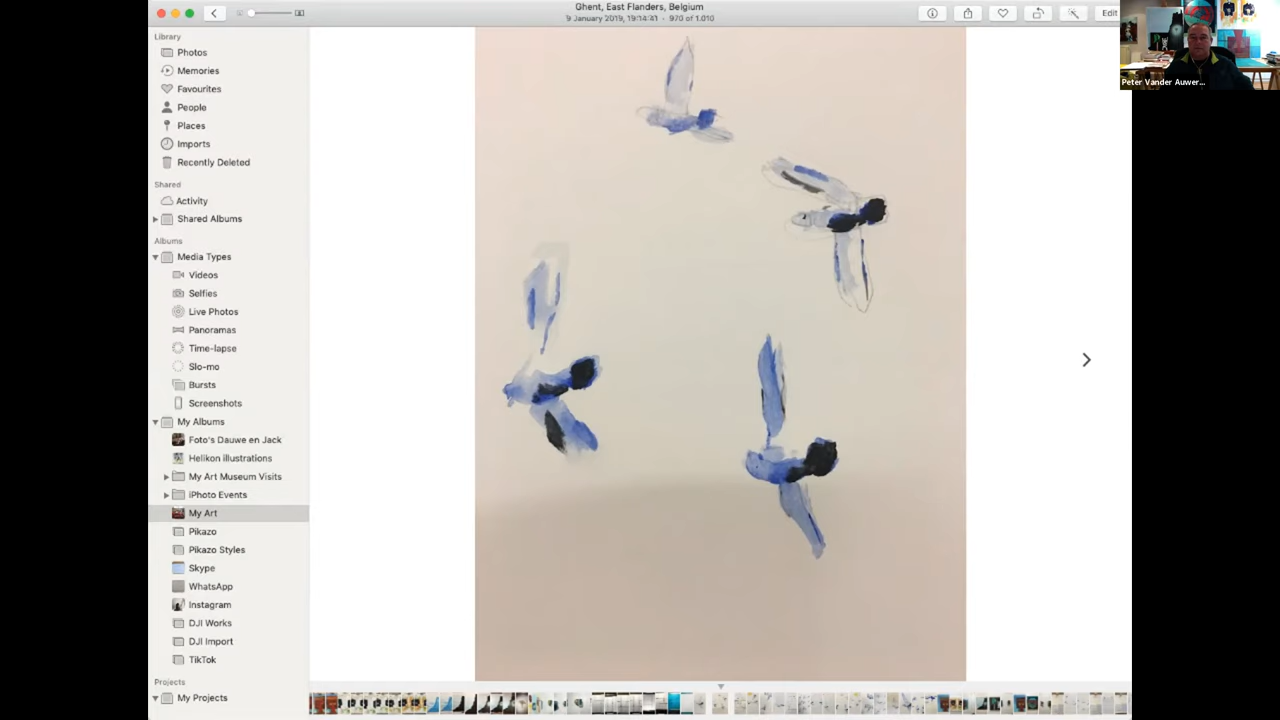 Ghent, East Flanders, Belgium
9 January 2019, 19:14:41 • 970 of 1.010
Edit
Peter Vander Auwer...
Library
Photos
Memories
Favourites
People
Places
Imports
Recently Deleted
Shared
Activity
Shared Albums
Albums
Media Types
Videos
Selfies
Live Photos
Panoramas
Time-lapse
Slo-mo
Bursts
Screenshots
My Albums
Foto's Dauwe en Jack
Helikon illustrations
My Art Museum Visits
iPhoto Events
My Art
Pikazo
Pikazo Styles
Skype
WhatsApp
Instagram
DJI Works
DJI Import
TikTok
Projects
My Projects